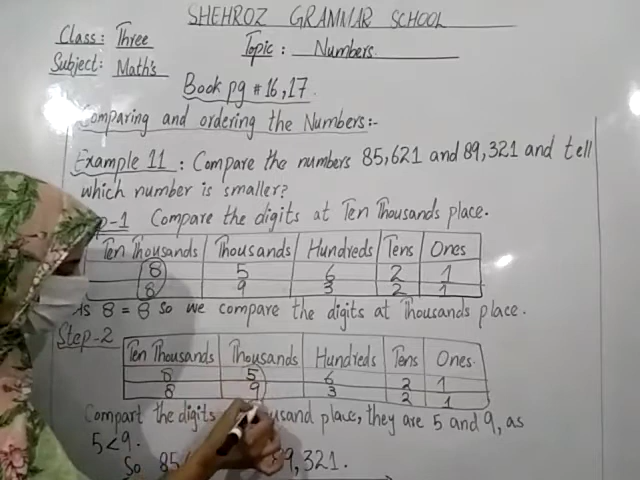 SHEHROZ GRAMMAR SCHOOL
Class: Three
Topic: Numbers
Subject: Math's
Book pg #16,17
Comparing and ordering the Numbers:-
Example 11: Compare the numbers 85,621 and 89,321 and tell
which number is smaller?
-1 Compare the digits at Ten Thousands place.
Ten Thousands Thousands Hundreds Tens Ones
8 5 6 2 1
8 9 3 2 1
As 8 = 8 So we compare the digits at Thousands place.
Step-2
Ten Thousands Thousands Hundreds Tens Ones
8 5 6 2 1
8 9 3 2 1
Compart the digits place, they are 5 and 9, as
5<9.
So 89,321.